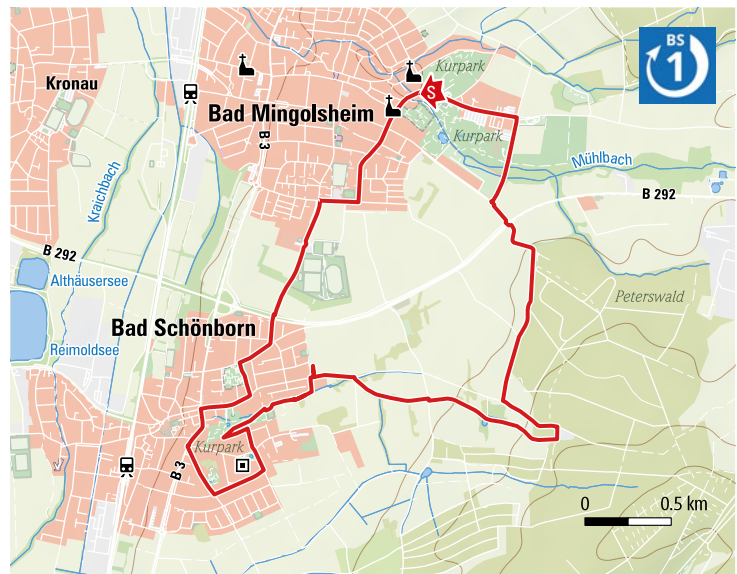 BS
1
Kurpark
Kronau
S
Bad Mingolsheim
Kurpark
B 3
Mühlbach
Kraichbach
B 292
B 292
Althäusersee
Peterswald
Bad Schönborn
Reimoldsee
Kurpark
B 3
0 0.5 km